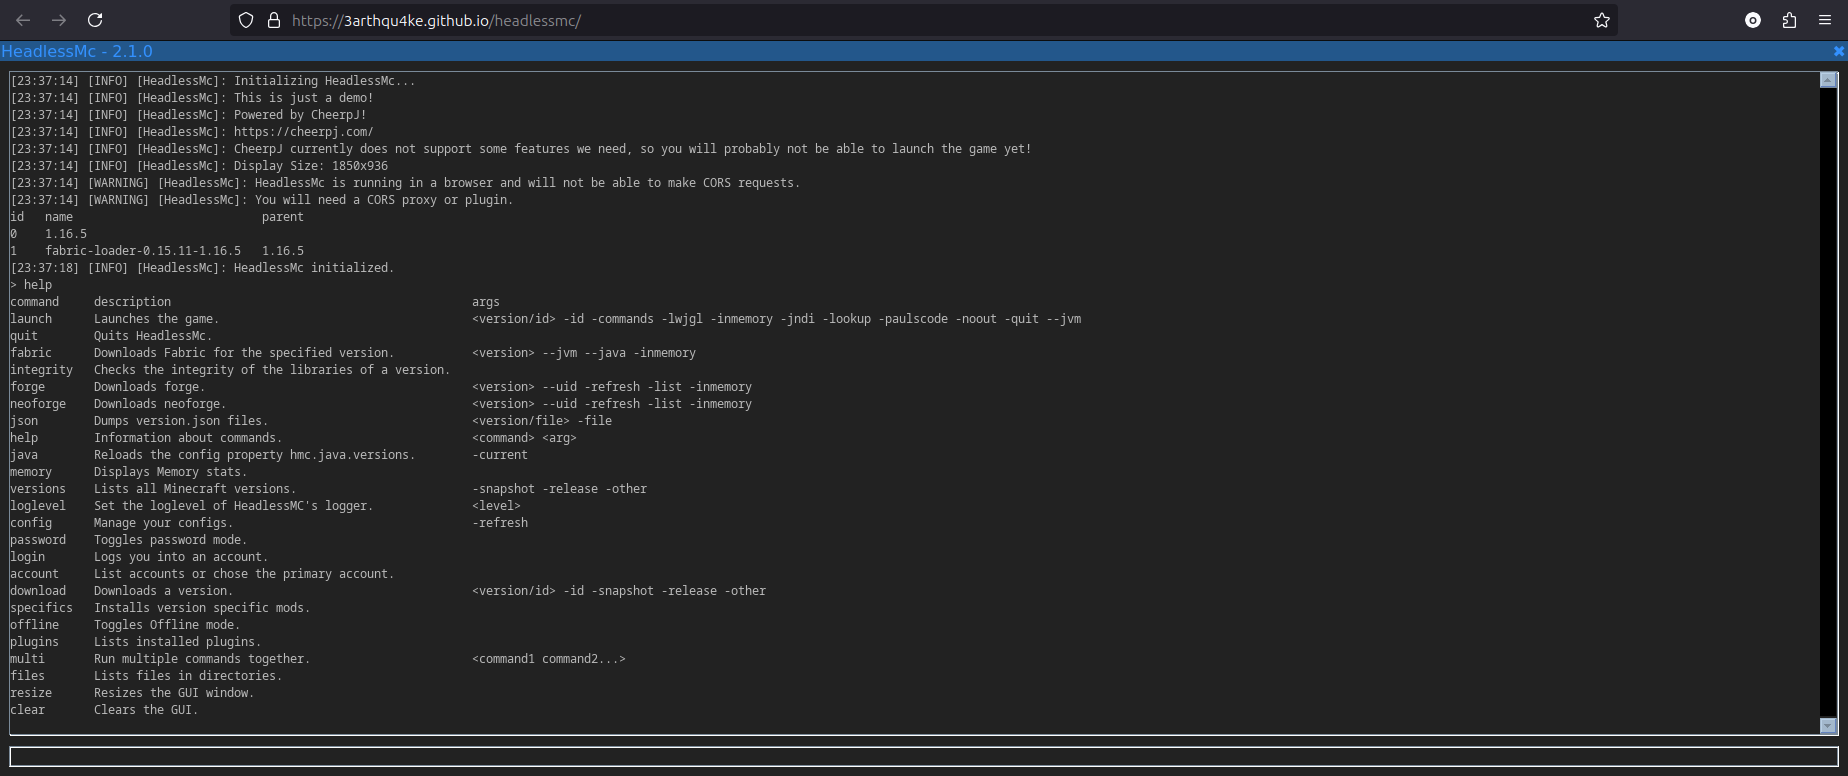 https://3arthqu4ke.github.io/headlessmc/
HeadlessMc - 2.1.0
[23:37:14] [INFO] [HeadlessMc]: Initializing HeadlessMc...
[23:37:14] [INFO] [HeadlessMc]: This is just a demo!
[23:37:14] [INFO] [HeadlessMc]: Powered by CheerpJ!
[23:37:14] [INFO] [HeadlessMc]: https://cheerpj.com/
[23:37:14] [INFO] [HeadlessMc]: CheerpJ currently does not support some features we need, so you will probably not be able to launch the game yet!
[23:37:14] [INFO] [HeadlessMc]: Display Size: 1850x936
[23:37:14] [WARNING] [HeadlessMc]: HeadlessMc is running in a browser and will not be able to make CORS requests.
[23:37:14] [WARNING] [HeadlessMc]: You will need a CORS proxy or plugin.
id   name                           parent
0    1.16.5
1    fabric-loader-0.15.11-1.16.5   1.16.5
[23:37:18] [INFO] [HeadlessMc]: HeadlessMc initialized.
> help
command     description                                           args
launch      Launches the game.                                    <version/id> -id -commands -lwjgl -inmemory -jndi -lookup -paulscode -noout -quit --jvm
quit        Quits HeadlessMc.
fabric      Downloads Fabric for the specified version.           <version> --jvm --java -inmemory
integrity   Checks the integrity of the libraries of a version.
forge       Downloads forge.                                      <version> --uid -refresh -list -inmemory
neoforge    Downloads neoforge.                                   <version> --uid -refresh -list -inmemory
json        Dumps version.json files.                             <version/file> -file
help        Information about commands.                           <command> <arg>
java        Reloads the config property hmc.java.versions.        -current
memory      Displays Memory stats.
versions    Lists all Minecraft versions.                         -snapshot -release -other
loglevel    Set the loglevel of HeadlessMC's logger.              <level>
config      Manage your configs.                                  -refresh
password    Toggles password mode.
login       Logs you into an account.
account     List accounts or chose the primary account.
download    Downloads a version.                                  <version/id> -id -snapshot -release -other
specifics   Installs version specific mods.
offline     Toggles Offline mode.
plugins     Lists installed plugins.
multi       Run multiple commands together.                       <command1 command2...>
files       Lists files in directories.
resize      Resizes the GUI window.
clear       Clears the GUI.